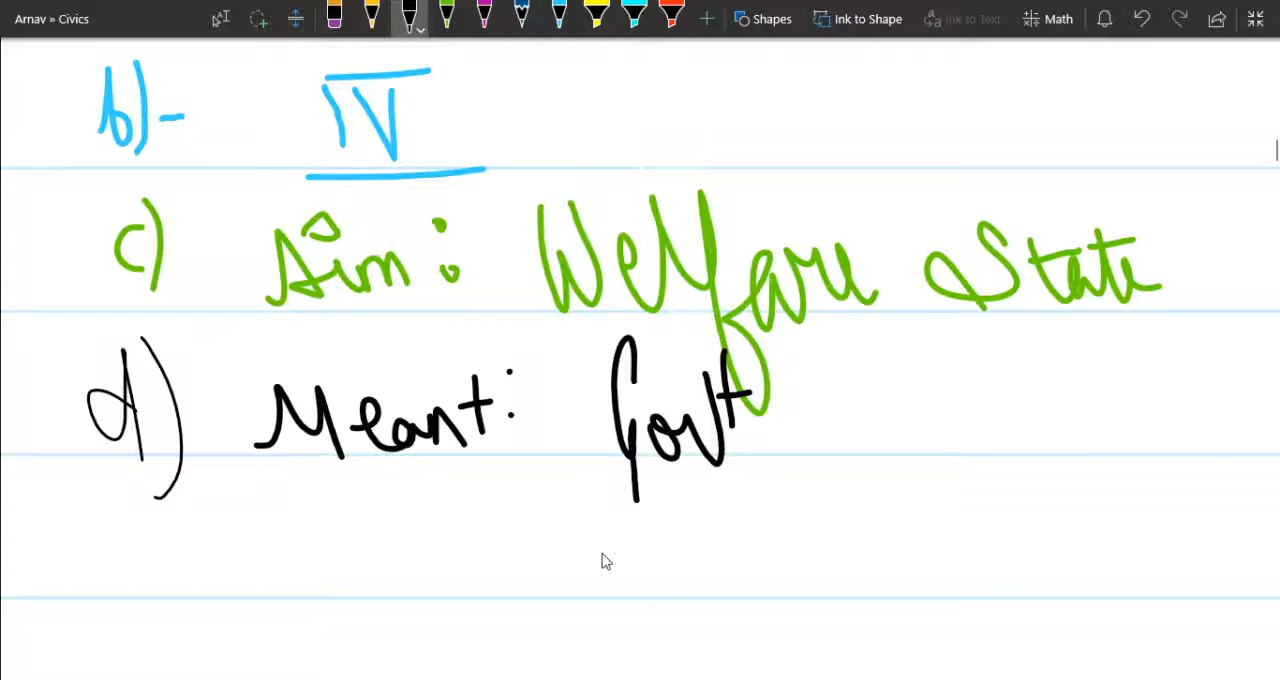 Arnav » Civics Shapes Ink to Shape Ink to Text Math
b)- IV
c) Aim: Welfare State
d) Meant: Govt